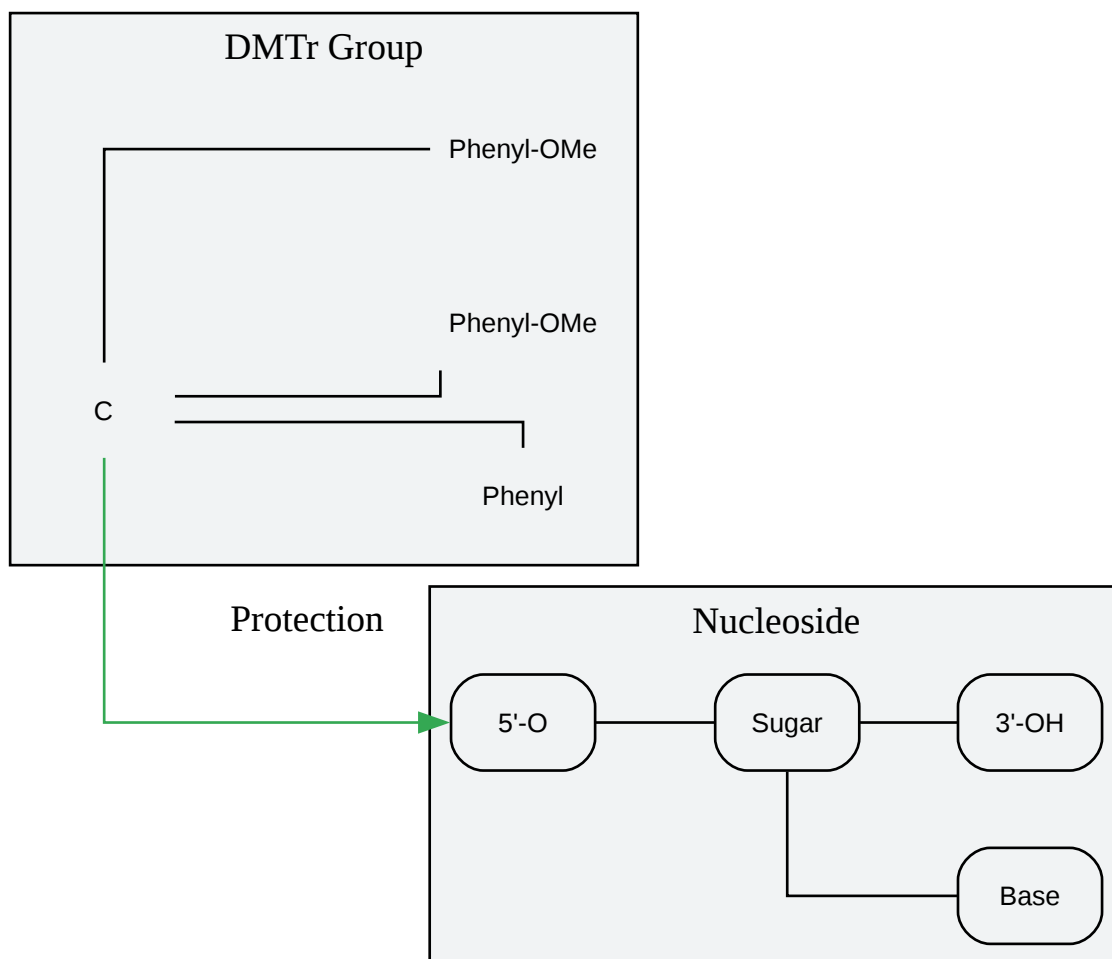 DMTr Group
Phenyl-OMe
Phenyl-OMe
C
Phenyl
Protection
Nucleoside
5'-O
Sugar
3'-OH
Base